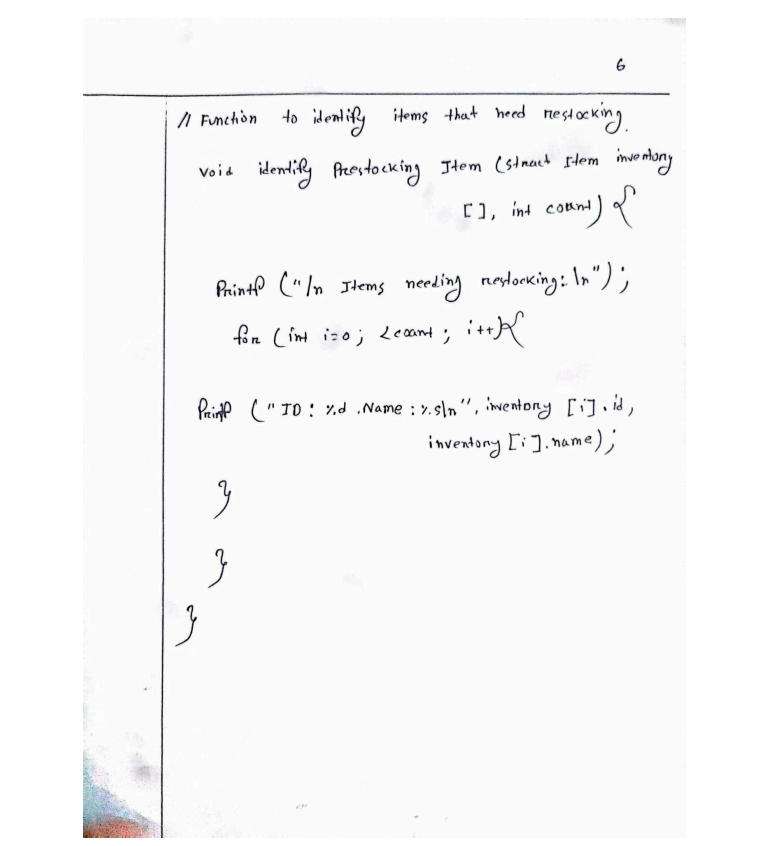 6
// Function to identify items that need restocking.
Void identify Prestocking Item (struct Item inventory
[], int count) {
Printf ("/n Items needing restocking: \n");
for (int i=0; <count; i++){
Printf ("ID: %d .Name: %s\n", inventory [i].id,
inventory [i].name);
}
}
}